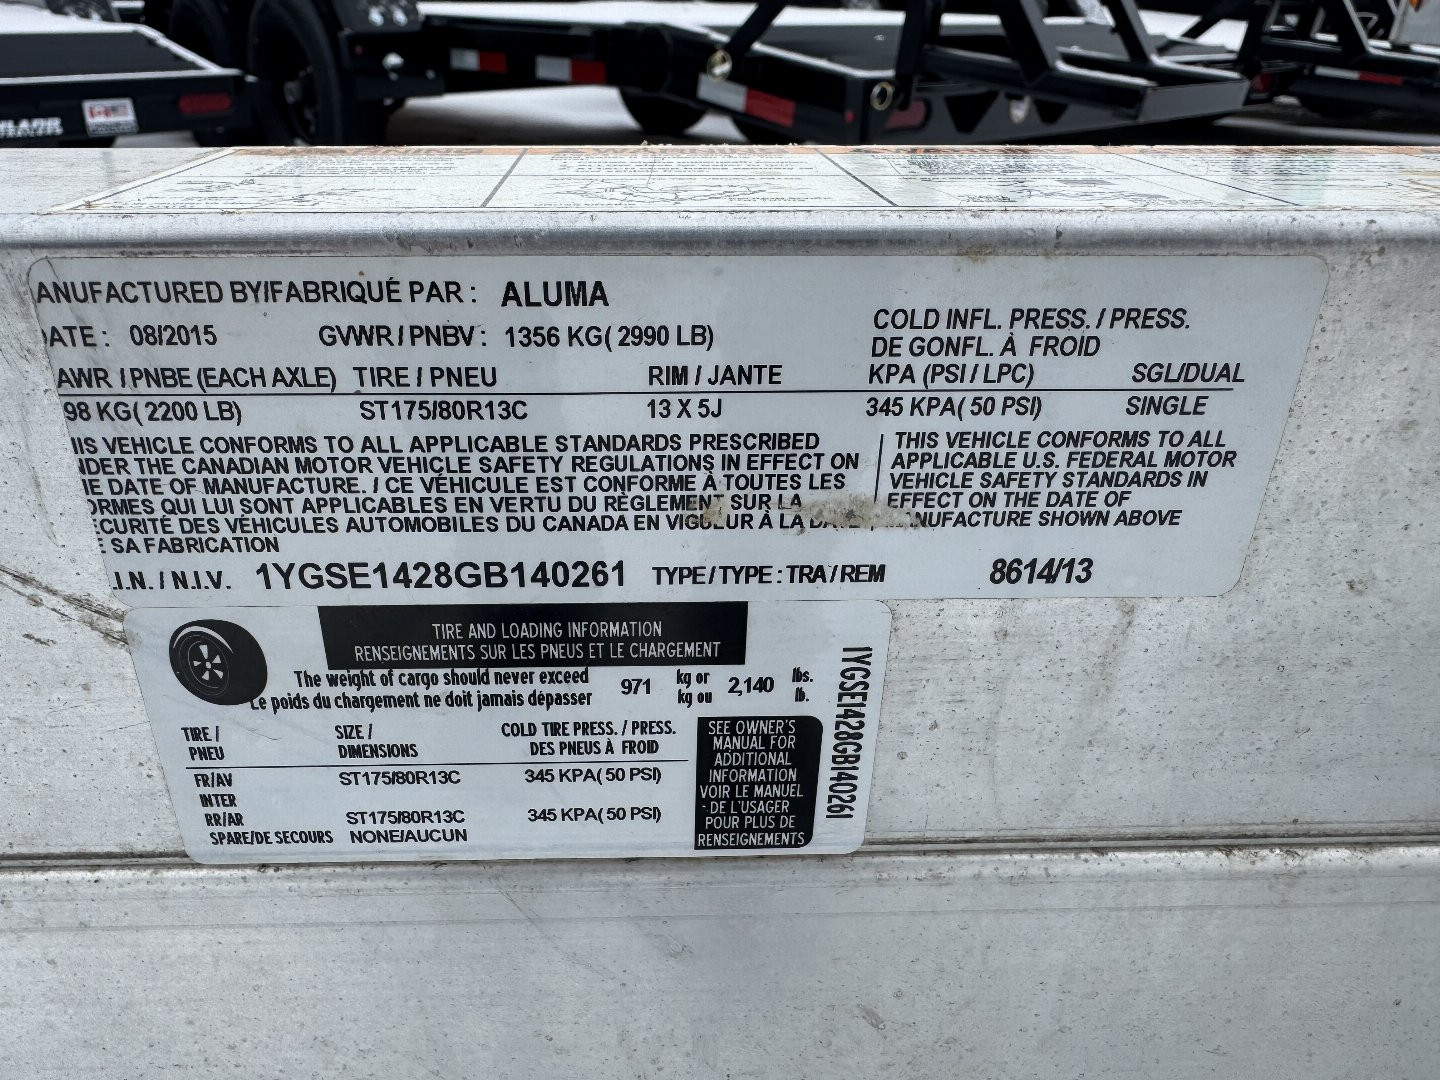 ANUFACTURED BY/FABRIQUÉ PAR : ALUMA
ATE : 08/2015 GVWR / PNBV : 1356 KG( 2990 LB)
COLD INFL. PRESS. / PRESS.
DE GONFL. À FROID
AWR / PNBE (EACH AXLE) TIRE / PNEU RIM / JANTE KPA (PSI / LPC) SGL/DUAL
98 KG( 2200 LB) ST175/80R13C 13 X 5J 345 KPA( 50 PSI) SINGLE
IS VEHICLE CONFORMS TO ALL APPLICABLE STANDARDS PRESCRIBED
DER THE CANADIAN MOTOR VEHICLE SAFETY REGULATIONS IN EFFECT ON
E DATE OF MANUFACTURE. / CE VÉHICULE EST CONFORME À TOUTES LES
ORMES QUI LUI SONT APPLICABLES EN VERTU DU RÈGLEMENT SUR LA
ÉCURITÉ DES VÉHICULES AUTOMOBILES DU CANADA EN VIGUEUR À LA DATE
E SA FABRICATION
THIS VEHICLE CONFORMS TO ALL
APPLICABLE U.S. FEDERAL MOTOR
VEHICLE SAFETY STANDARDS IN
EFFECT ON THE DATE OF
MANUFACTURE SHOWN ABOVE
.I.N. / N.I.V. 1YGSE1428GB140261 TYPE / TYPE : TRA / REM 8614/13
TIRE AND LOADING INFORMATION
RENSEIGNEMENTS SUR LES PNEUS ET LE CHARGEMENT
The weight of cargo should never exceed 971 kg or 2,140 lbs.
Le poids du chargement ne doit jamais dépasser kg ou lb.
TIRE / SIZE / COLD TIRE PRESS. / PRESS.
PNEU DIMENSIONS DES PNEUS À FROID
FR/AV ST175/80R13C 345 KPA( 50 PSI)
INTER
RR/AR ST175/80R13C 345 KPA( 50 PSI)
SPARE/DE SECOURS NONE/AUCUN
SEE OWNER'S
MANUAL FOR
ADDITIONAL
INFORMATION
VOIR LE MANUEL
DE L'USAGER
POUR PLUS DE
RENSEIGNEMENTS
1YGSE1428GB140261